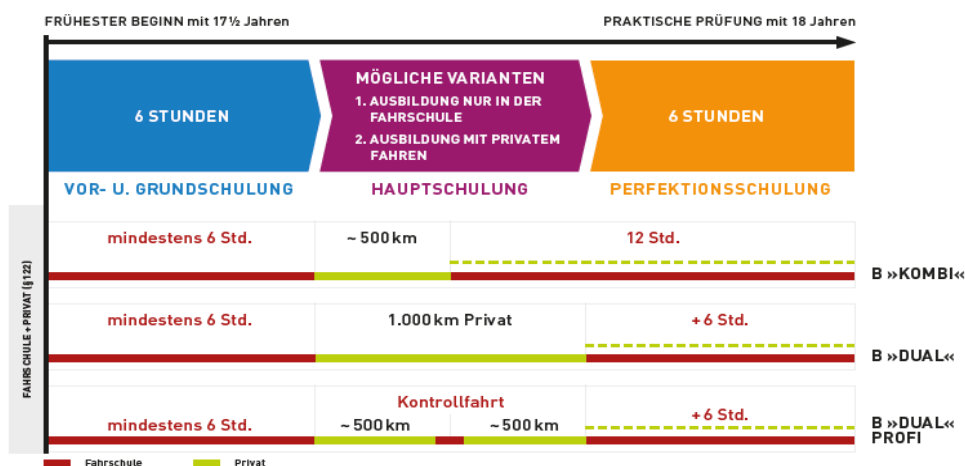 FRÜHESTER BEGINN mit 17½ Jahren
PRAKTISCHE PRÜFUNG mit 18 Jahren
6 STUNDEN
MÖGLICHE VARIANTEN
1. AUSBILDUNG NUR IN DER
FAHRSCHULE
2. AUSBILDUNG MIT PRIVATEM
FAHREN
6 STUNDEN
VOR- U. GRUNDSCHULUNG
HAUPTSCHULUNG
PERFEKTIONSSCHULUNG
FAHRSCHULE + PRIVAT (§122)
mindestens 6 Std.
~ 500 km
12 Std.
B »KOMBI«
mindestens 6 Std.
1.000 km Privat
+ 6 Std.
B »DUAL«
Kontrollfahrt
mindestens 6 Std.
~ 500 km
~ 500 km
+ 6 Std.
B »DUAL«
PROFI
Fahrschule
Privat